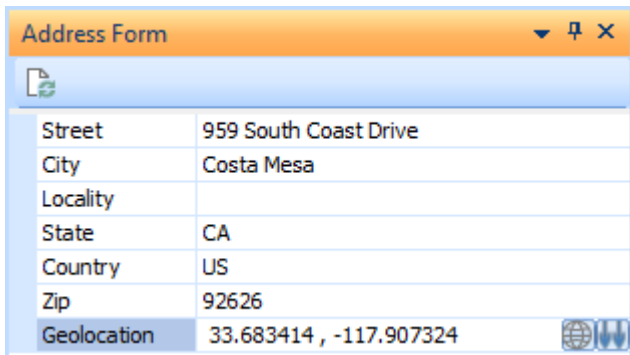 Address Form
Street 959 South Coast Drive
City Costa Mesa
Locality
State CA
Country US
Zip 92626
Geolocation 33.683414 , -117.907324